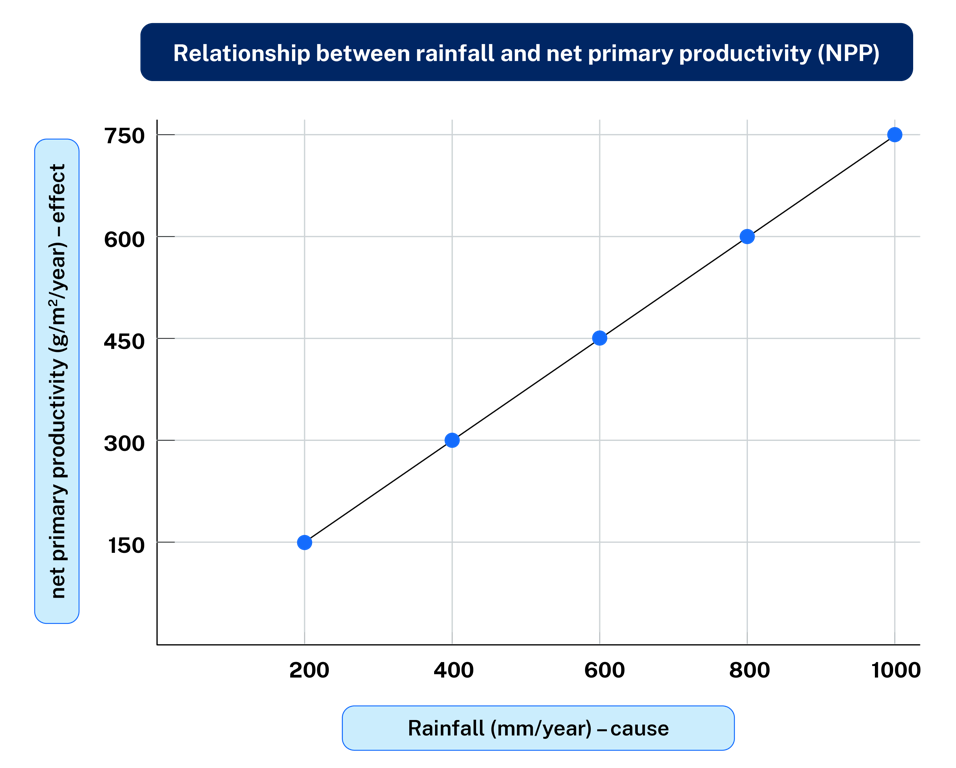 Relationship between rainfall and net primary productivity (NPP)
net primary productivity (g/m²/year) – effect
750
600
450
300
150
200 400 600 800 1000
Rainfall (mm/year) – cause